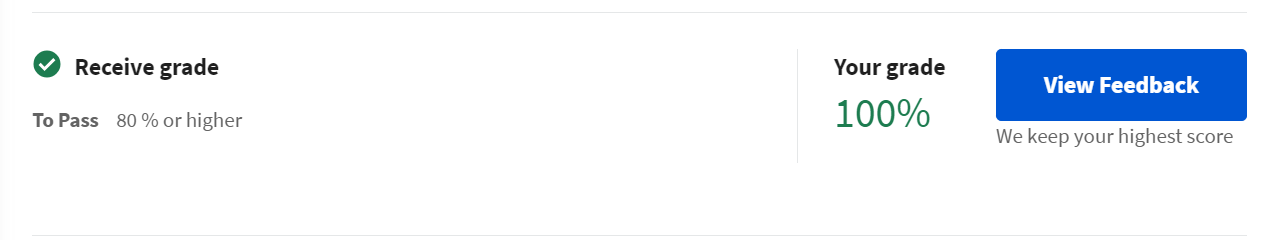 Receive grade
To Pass 80 % or higher
Your grade
100%
View Feedback
We keep your highest score